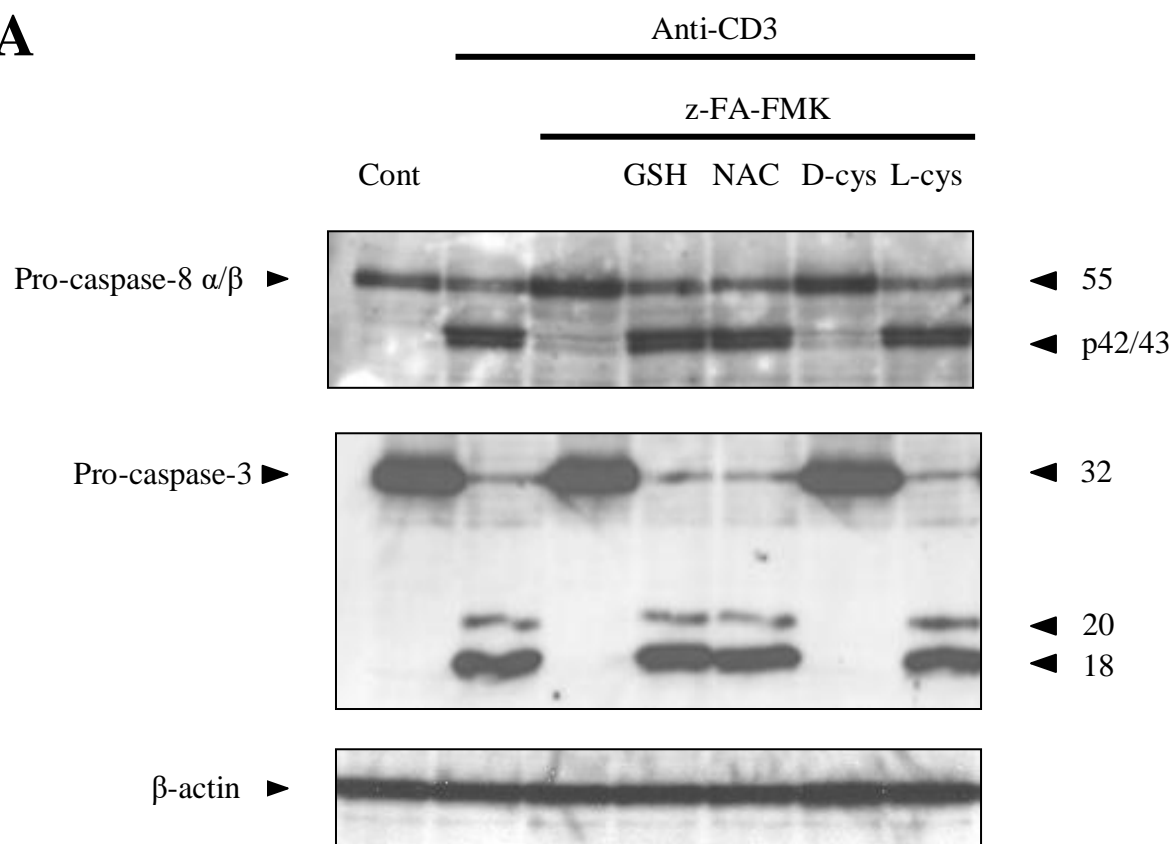 A
Anti-CD3
z-FA-FMK
Cont GSH NAC D-cys L-cys
Pro-caspase-8 α/β 55
p42/43
Pro-caspase-3 32
20
18
β-actin